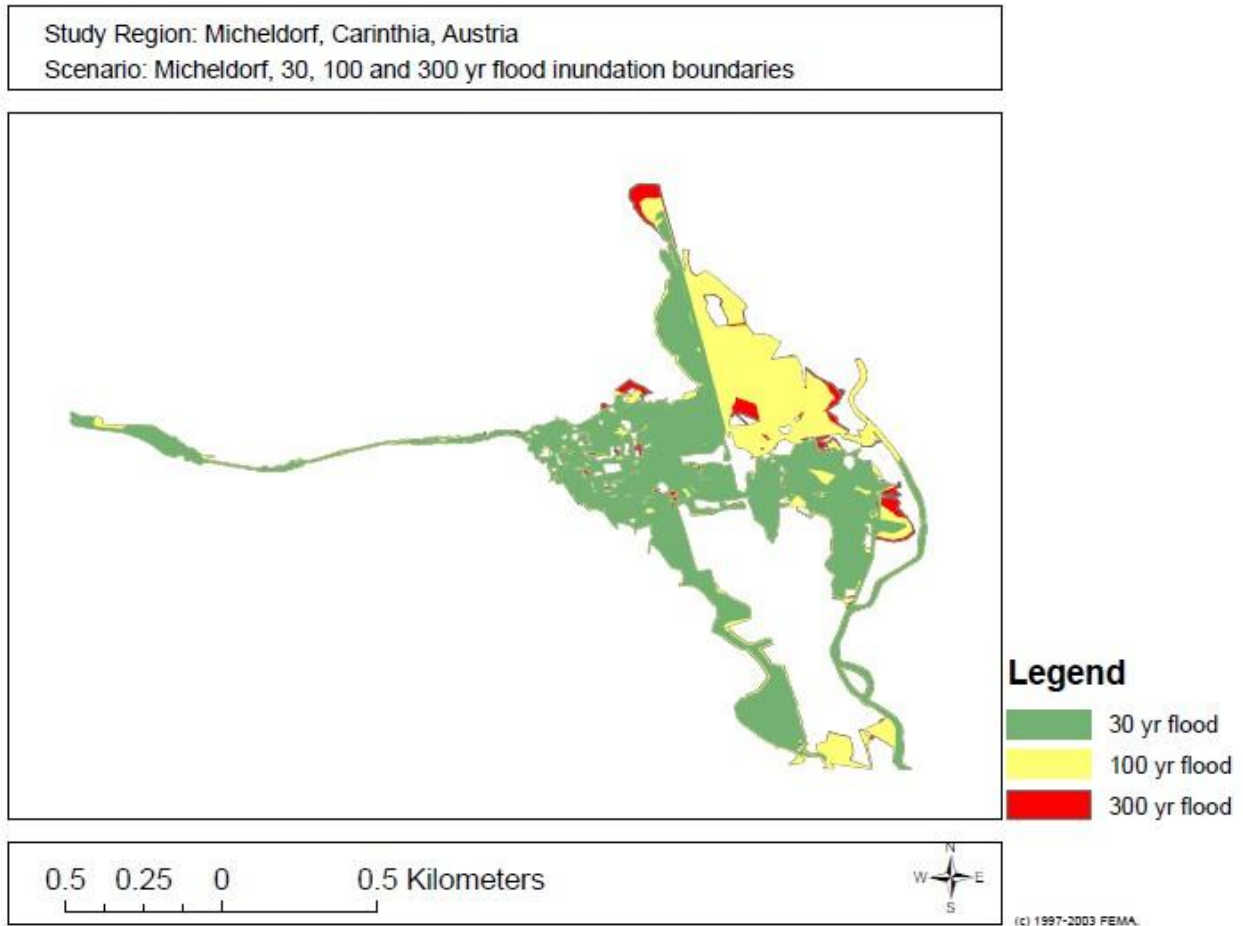 Study Region: Micheldorf, Carinthia, Austria
Scenario: Micheldorf, 30, 100 and 300 yr flood inundation boundaries
Legend
30 yr flood
100 yr flood
300 yr flood
0.5 0.25 0 0.5 Kilometers
N
W E
S
(c) 1997-2003 FEMA.